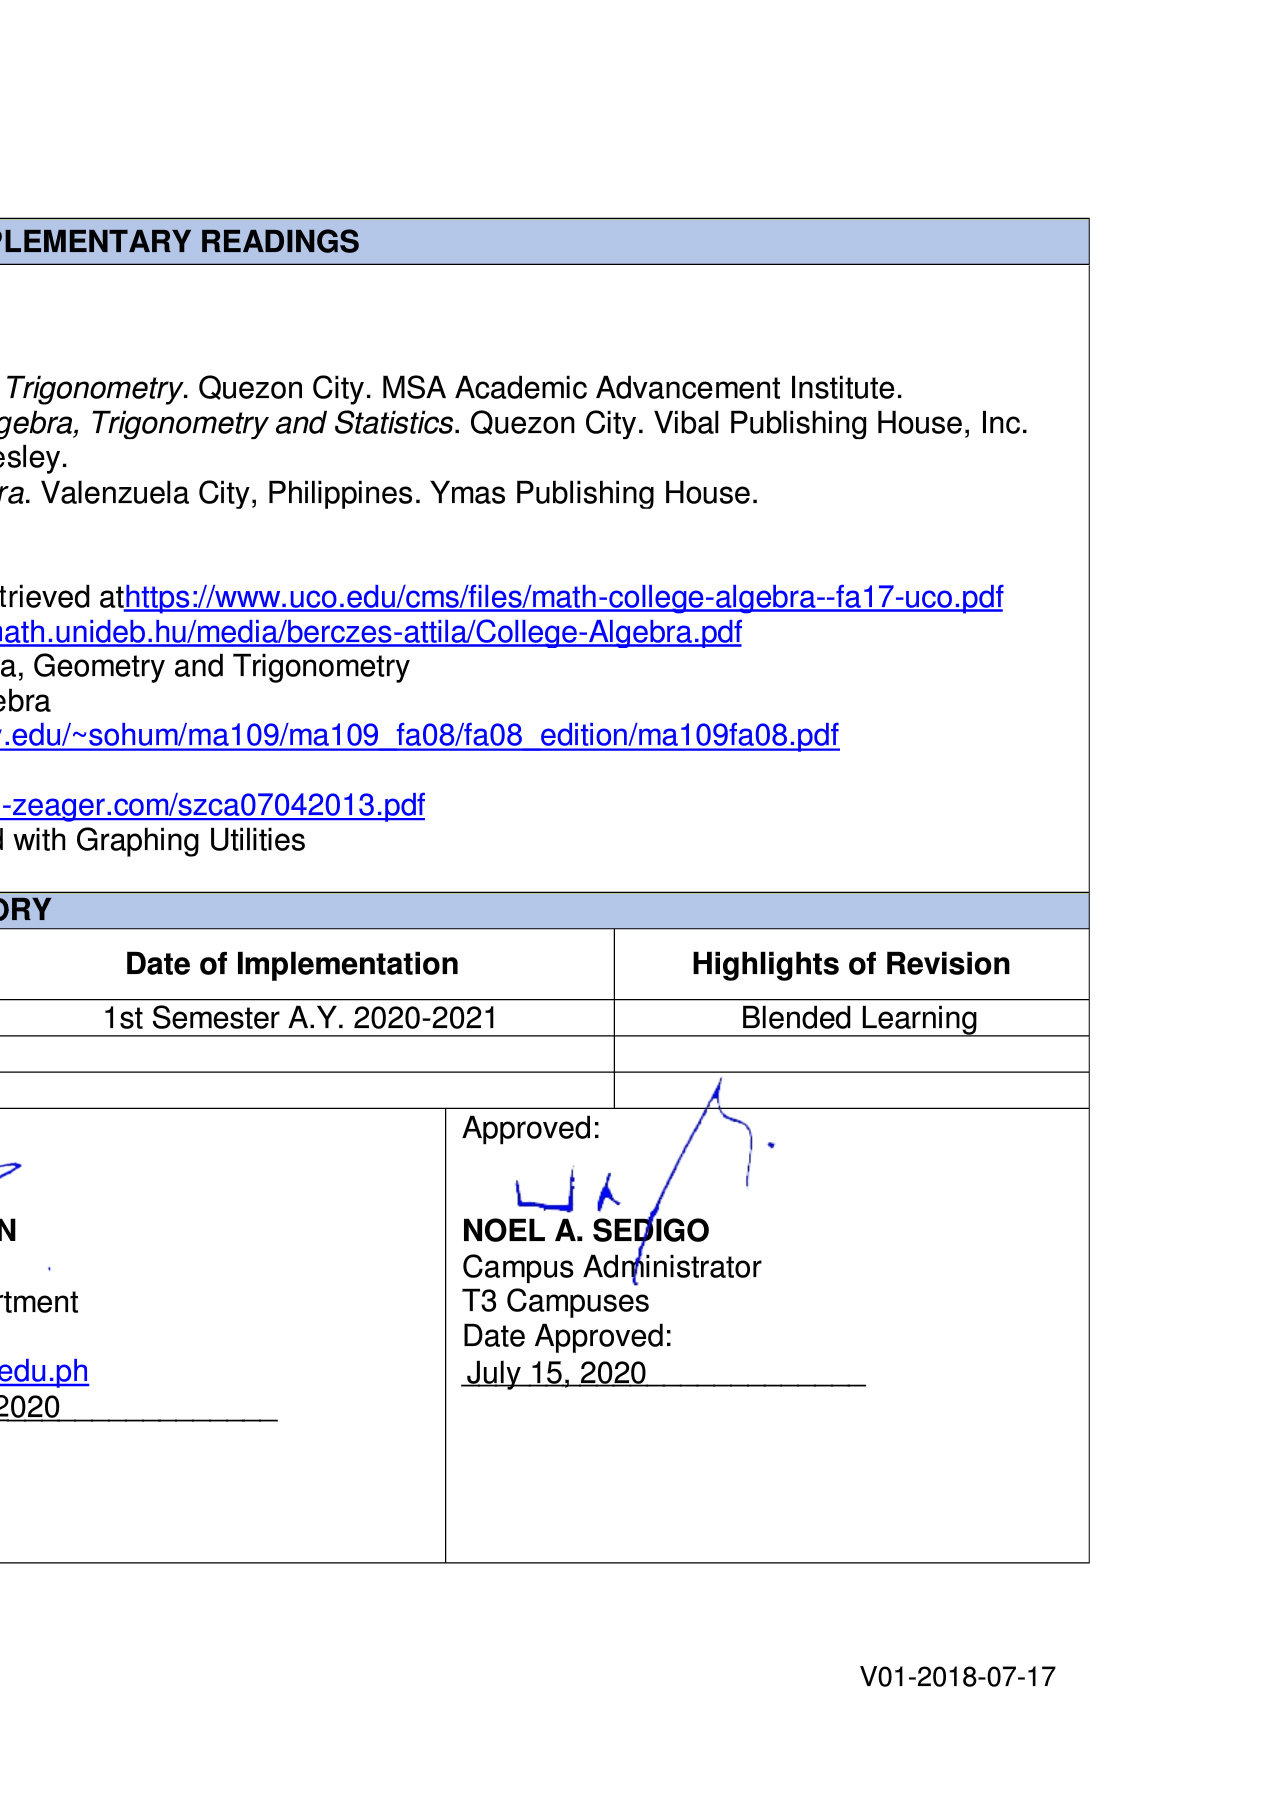 PLEMENTARY READINGS
Trigonometry. Quezon City. MSA Academic Advancement Institute.
gebra, Trigonometry and Statistics. Quezon City. Vibal Publishing House, Inc.
esley.
ra. Valenzuela City, Philippines. Ymas Publishing House.
trieved athttps://www.uco.edu/cms/files/math-college-algebra--fa17-uco.pdf
ath.unideb.hu/media/berczes-attila/College-Algebra.pdf
a, Geometry and Trigonometry
ebra
.edu/~sohum/ma109/ma109_fa08/fa08_edition/ma109fa08.pdf
-zeager.com/szca07042013.pdf
d with Graphing Utilities
ORY
Date of Implementation Highlights of Revision
1st Semester A.Y. 2020-2021 Blended Learning
Approved:
N
rtment
edu.ph
2020
NOEL A. SEDIGO
Campus Administrator
T3 Campuses
Date Approved:
July 15, 2020
V01-2018-07-17